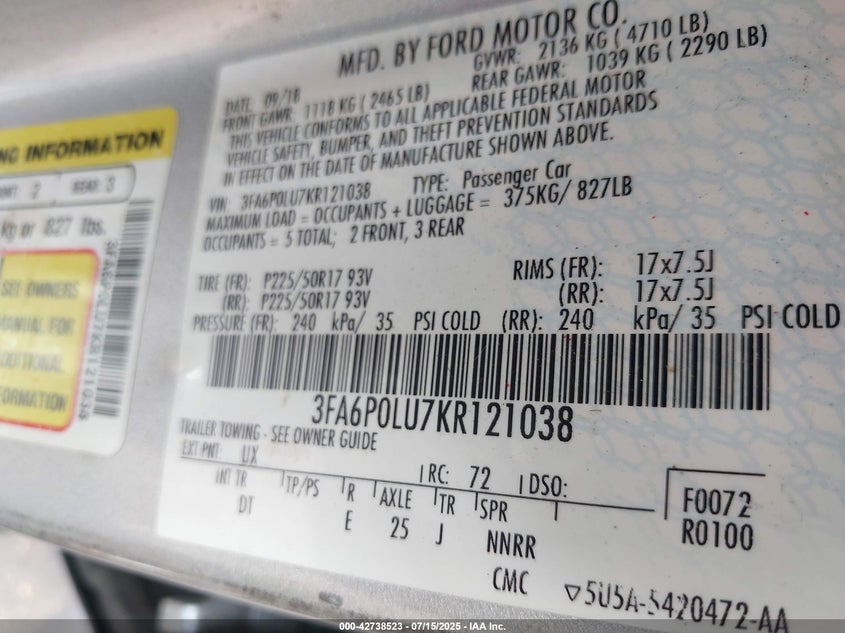 MFD. BY FORD MOTOR CO.
DATE: 09/18 GVWR: 2136 KG ( 4710 LB)
FRONT GAWR: 1118 KG ( 2465 LB) REAR GAWR: 1039 KG ( 2290 LB)
THIS VEHICLE CONFORMS TO ALL APPLICABLE FEDERAL MOTOR
VEHICLE SAFETY, BUMPER, AND THEFT PREVENTION STANDARDS
IN EFFECT ON THE DATE OF MANUFACTURE SHOWN ABOVE.
VIN: 3FA6P0LU7KR121038 TYPE: Passenger Car
MAXIMUM LOAD = OCCUPANTS + LUGGAGE = 375KG/ 827LB
OCCUPANTS = 5 TOTAL; 2 FRONT, 3 REAR
TIRE (FR): P225/50R17 93V RIMS (FR): 17x7.5J
(RR): P225/50R17 93V (RR): 17x7.5J
PRESSURE (FR): 240 kPa/ 35 PSI COLD (RR): 240 kPa/ 35 PSI COLD
3FA6P0LU7KR121038
TRAILER TOWING - SEE OWNER GUIDE
EXT PNT: UX RC: 72 DSO:
INT TR TP/PS R AXLE TR SPR
DT E 25 J NNRR
CMC
F0072
R0100
▽5U5A-5420472-AA
INFORMATION
REAR: 3
kg or 827 lbs.
SEE OWNERS
MANUAL FOR
3FA6P0LU7KR121038
000-42738523 - 07/15/2025 - IAA Inc.